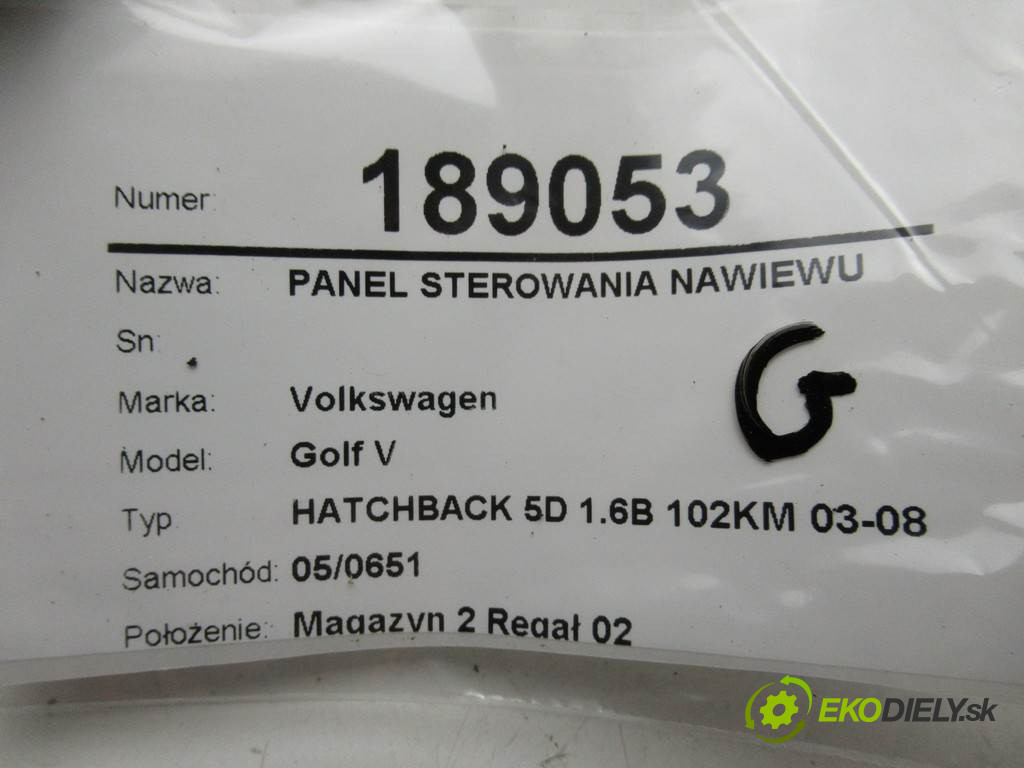 Numer: 189053
Nazwa: PANEL STEROWANIA NAWIEWU
Sn:
G
Marka: Volkswagen
Model: Golf V
Typ HATCHBACK 5D 1.6B 102KM 03-08
Samochód: 05/0651
Położenie: Magazyn 2 Regał 02
EKODIELY.sk